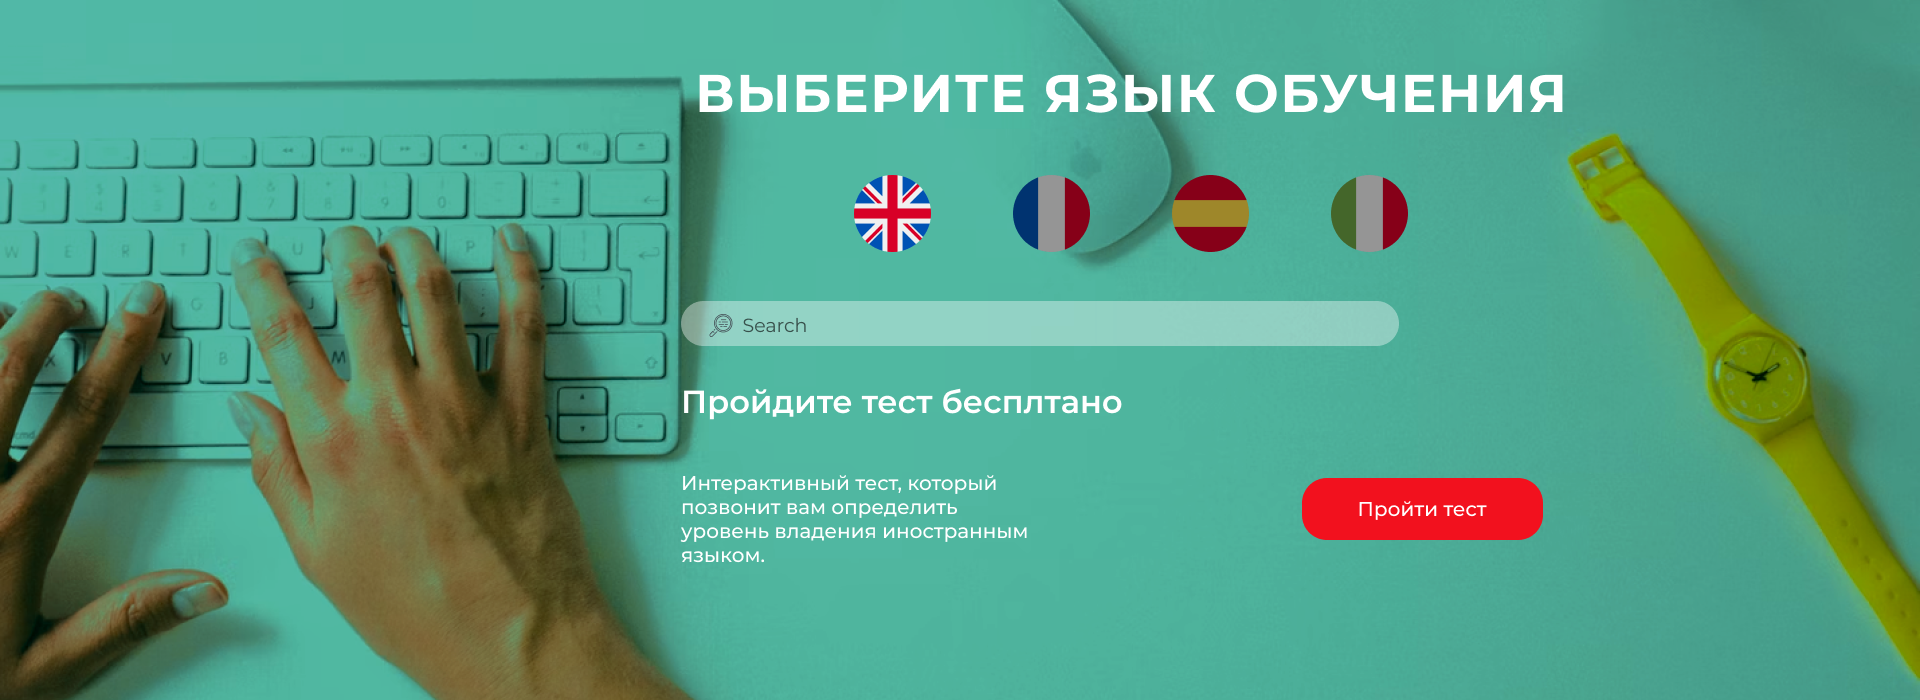 ВЫБЕРИТЕ ЯЗЫК ОБУЧЕНИЯ
Search
Пройдите тест бесплтано
Интерактивный тест, который
позвонит вам определить
уровень владения иностранным
языком.
Пройти тест